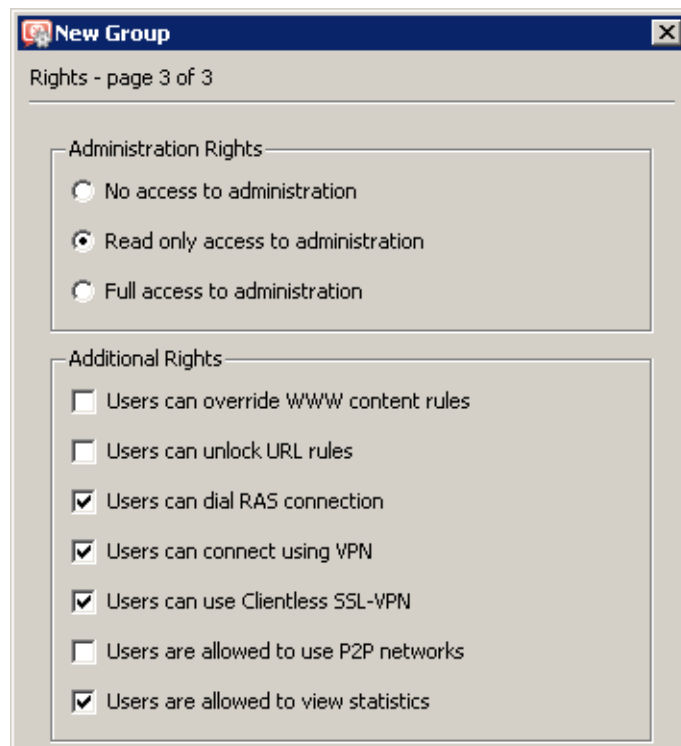 New Group
Rights - page 3 of 3
Administration Rights
No access to administration
Read only access to administration
Full access to administration
Additional Rights
Users can override WWW content rules
Users can unlock URL rules
Users can dial RAS connection
Users can connect using VPN
Users can use Clientless SSL-VPN
Users are allowed to use P2P networks
Users are allowed to view statistics